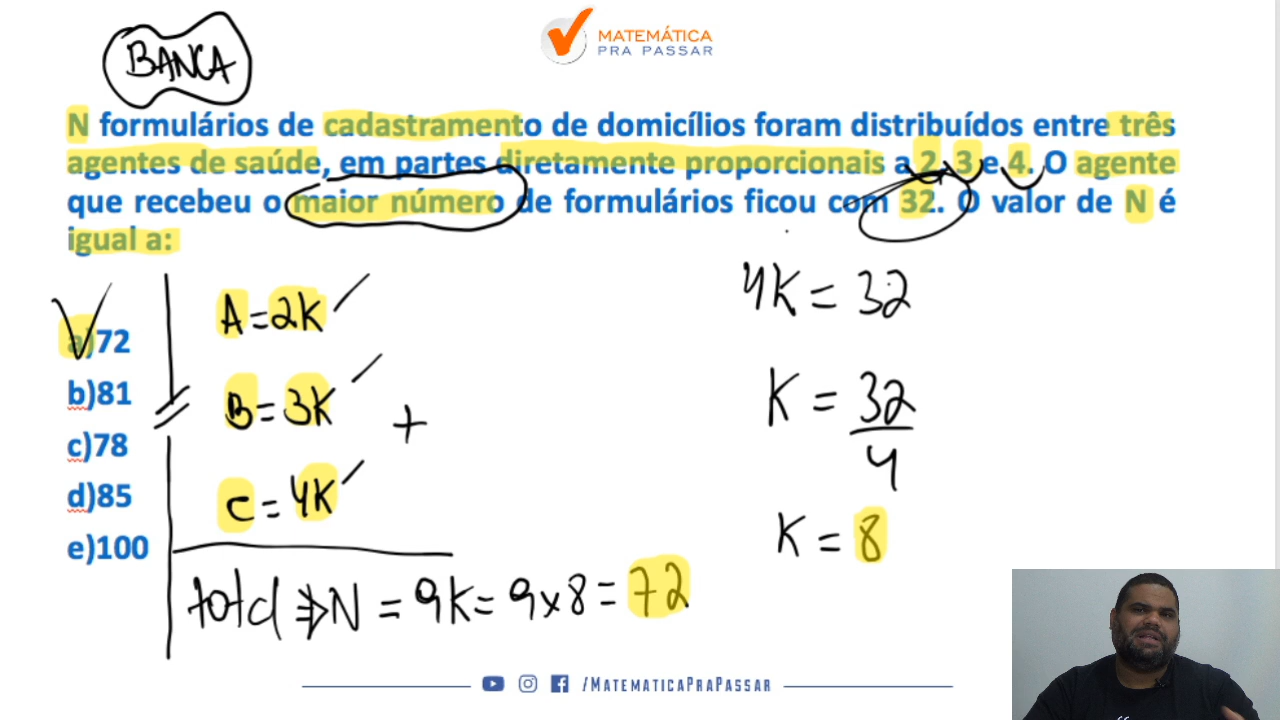 BANCA
MATEMÁTICA
PRA PASSAR
N formulários de cadastramento de domicílios foram distribuídos entre três
agentes de saúde, em partes diretamente proporcionais a 2, 3 e 4. O agente
que recebeu o maior número de formulários ficou com 32. O valor de N é
igual a:
a)72
b)81
c)78
d)85
e)100
A = 2K
B = 3K
+
C = 4K
total ⇒ N = 9K = 9x8 = 72
4K = 32
K = 32
4
K = 8
/MatematicaPraPassar